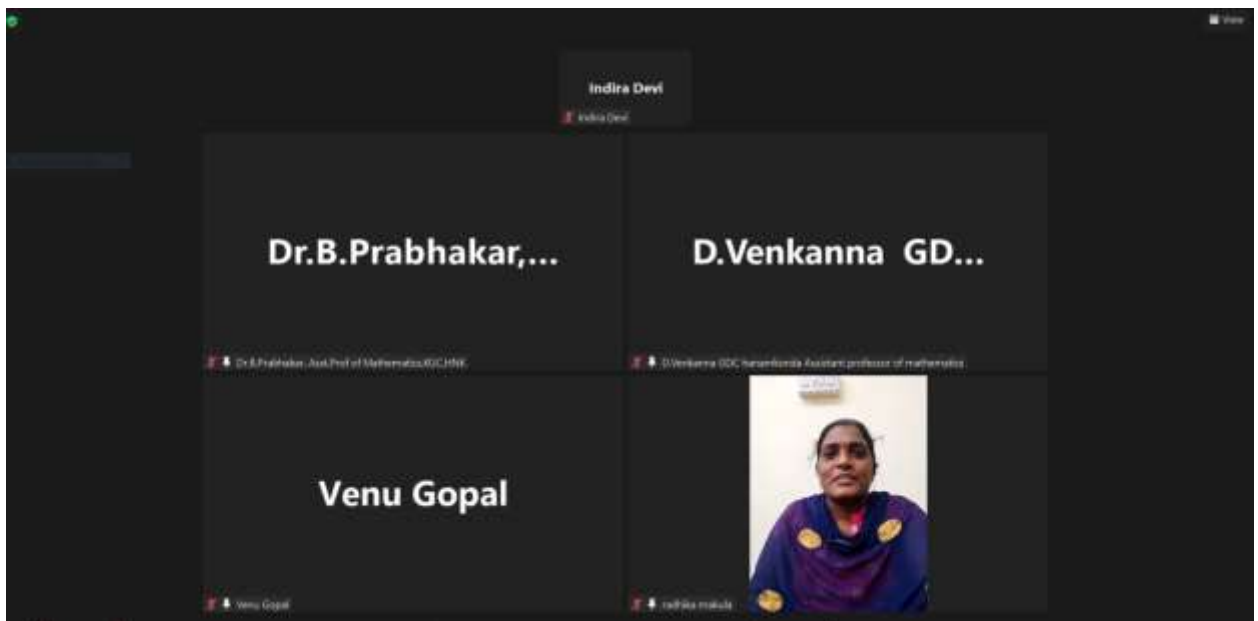 View
Indira Devi
Indira Devi
Dr.B.Prabhakar,...
D.Venkanna GD...
Dr.B.Prabhakar, Asst.Prof of Mathematics,KGC,HNK
D.Venkanna GDC hanamkonda Assistant professor of mathematics
Venu Gopal
Venu Gopal
radhika makula